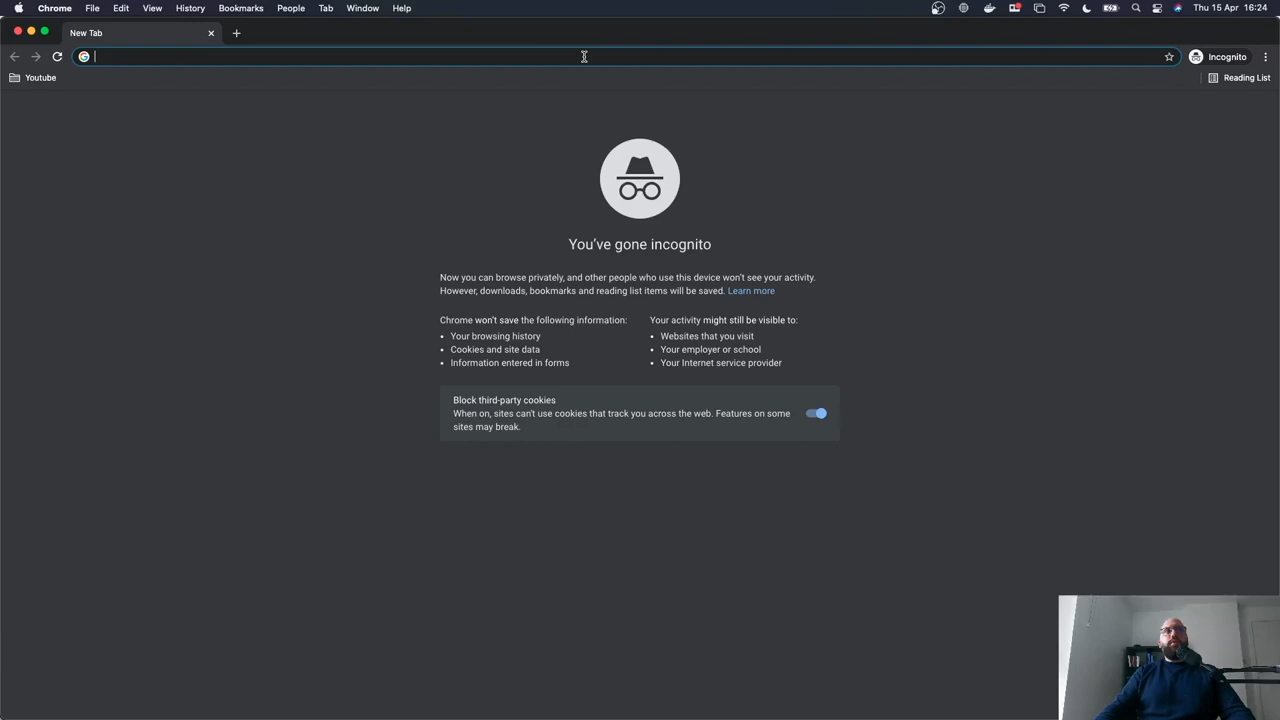 Chrome File Edit View History Bookmarks People Tab Window Help Thu 15 Apr 16:24
New Tab
Incognito
Youtube Reading List
You've gone incognito
Now you can browse privately, and other people who use this device won't see your activity.
However, downloads, bookmarks and reading list items will be saved. Learn more
Chrome won't save the following information:
• Your browsing history
• Cookies and site data
• Information entered in forms
Your activity might still be visible to:
• Websites that you visit
• Your employer or school
• Your Internet service provider
Block third-party cookies
When on, sites can't use cookies that track you across the web. Features on some
sites may break.